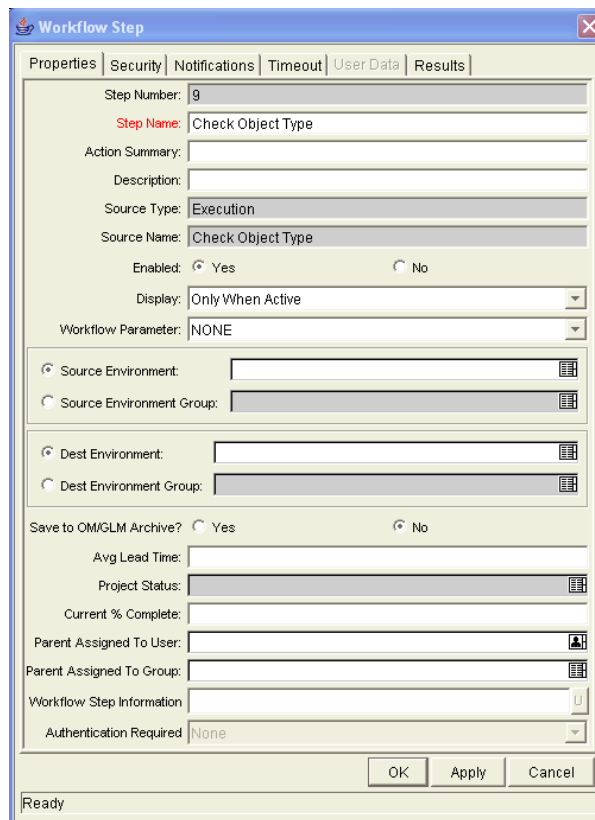 Workflow Step
Properties Security Notifications Timeout User Data Results
Step Number: 9
Step Name: Check Object Type
Action Summary:
Description:
Source Type: Execution
Source Name: Check Object Type
Enabled: Yes No
Display: Only When Active
Workflow Parameter: NONE
Source Environment:
Source Environment Group:
Dest Environment:
Dest Environment Group:
Save to OM/GLM Archive? Yes No
Avg Lead Time:
Project Status:
Current % Complete:
Parent Assigned To User:
Parent Assigned To Group:
Workflow Step Information U
Authentication Required None
OK Apply Cancel
Ready